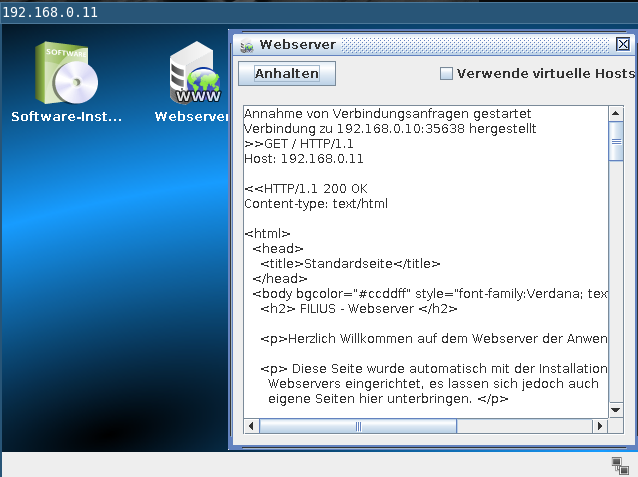 192.168.0.11
SOFTWARE
Software-Inst...
WWW
Webserver
Webserver
Anhalten
Verwende virtuelle Hosts
Annahme von Verbindungsanfragen gestartet
Verbindung zu 192.168.0.10:35638 hergestellt
>>GET / HTTP/1.1
Host: 192.168.0.11
<<HTTP/1.1 200 OK
Content-type: text/html
<html>
<head>
<title>Standardseite</title>
</head>
<body bgcolor="#ccddff" style="font-family:Verdana; tex
<h2> FILIUS - Webserver </h2>
<p>Herzlich Willkommen auf dem Webserver der Anwen
<p> Diese Seite wurde automatisch mit der Installation
Webservers eingerichtet, es lassen sich jedoch auch
eigene Seiten hier unterbringen. </p>